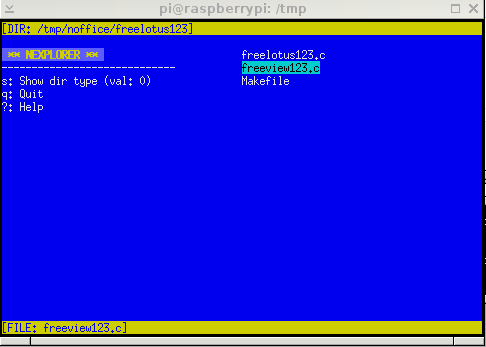 pi@raspberrypi: /tmp
[DIR: /tmp/noffice/freelotus123]
** NEXPLORER **
----------------------------
s: Show dir type (val: 0)
q: Quit
?: Help
freelotus123.c
freeview123.c
Makefile
[FILE: freeview123.c]